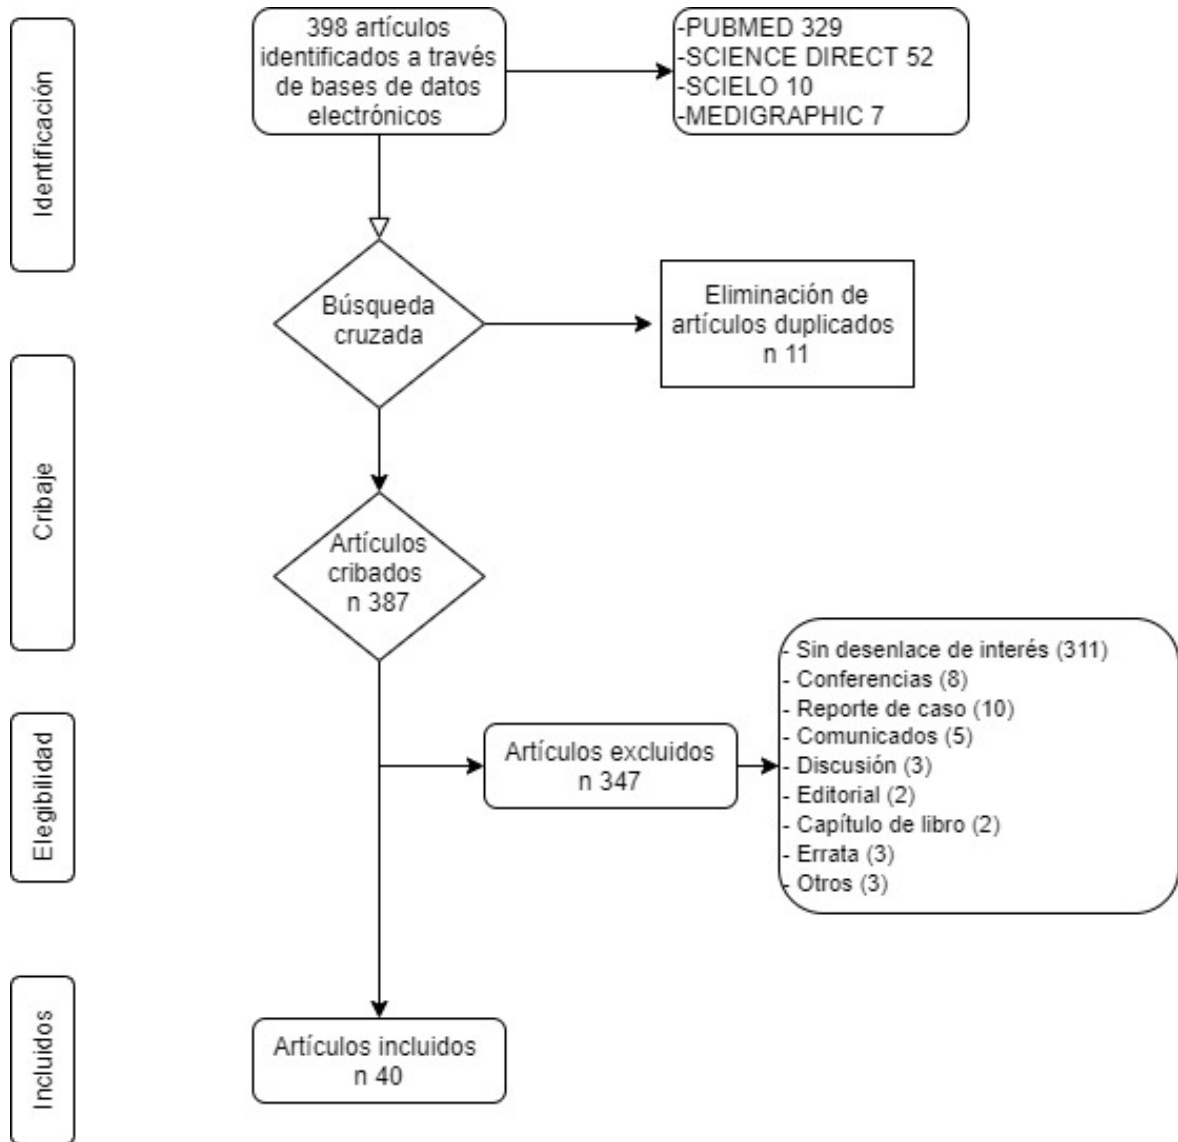 Identificación
398 artículos
identificados a través
de bases de datos
electrónicos
-PUBMED 329
-SCIENCE DIRECT 52
-SCIELO 10
-MEDIGRAPHIC 7
Búsqueda
cruzada
Eliminación de
artículos duplicados
n 11
Cribaje
Artículos
cribados
n 387
Elegibilidad
Artículos excluidos
n 347
- Sin desenlace de interés (311)
- Conferencias (8)
- Reporte de caso (10)
- Comunicados (5)
- Discusión (3)
- Editorial (2)
- Capítulo de libro (2)
- Errata (3)
- Otros (3)
Incluidos
Artículos incluidos
n 40